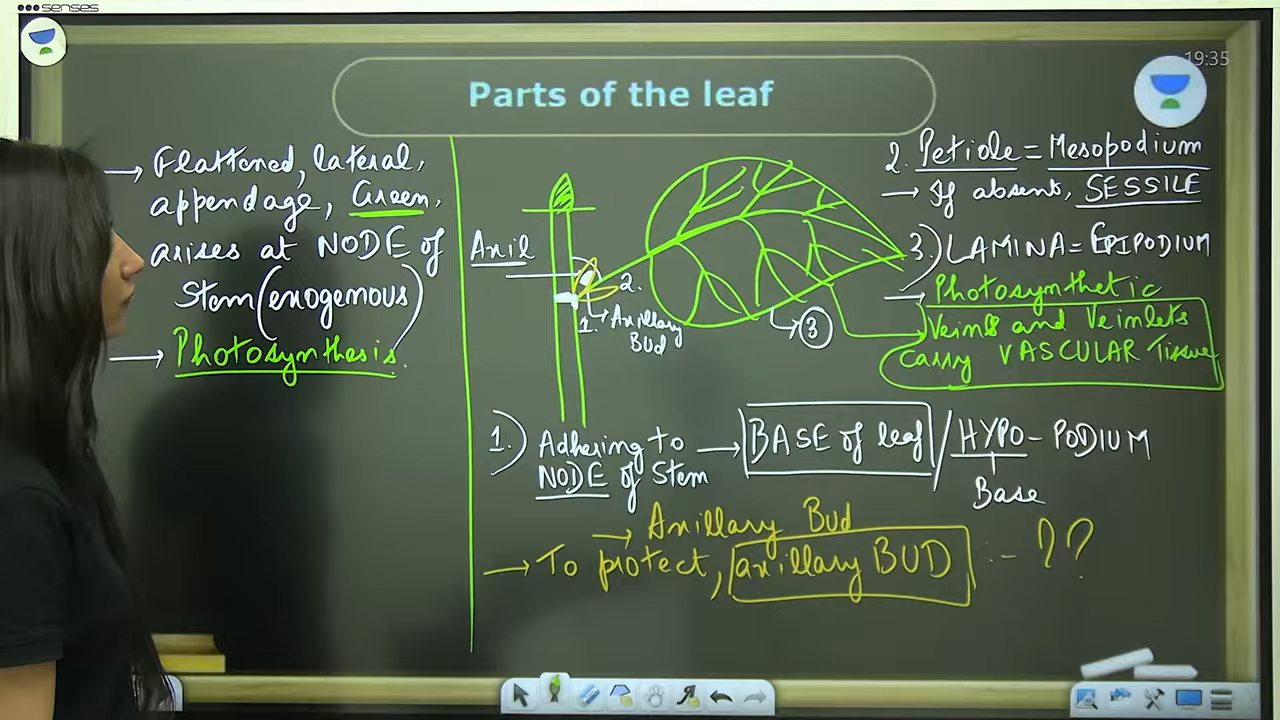 senses
19:35
Parts of the leaf
→ Flattened, lateral,
appendage, Green,
arises at NODE of
Stem (exogenous)
→ Photosynthesis.
Axil
2.
1. → Axillary
BUD
3
2. Petiole = Mesopodium
→ If absent, SESSILE
3.) LAMINA = EPIPODIUM
→ Photosynthetic
Veins and Veinlets
Carry VASCULAR Tissue
1.) Adhering to → BASE of leaf / HYPO - PODIUM
NODE of Stem
Base
→ Axillary Bud
→ To protect, axillary BUD :- ??